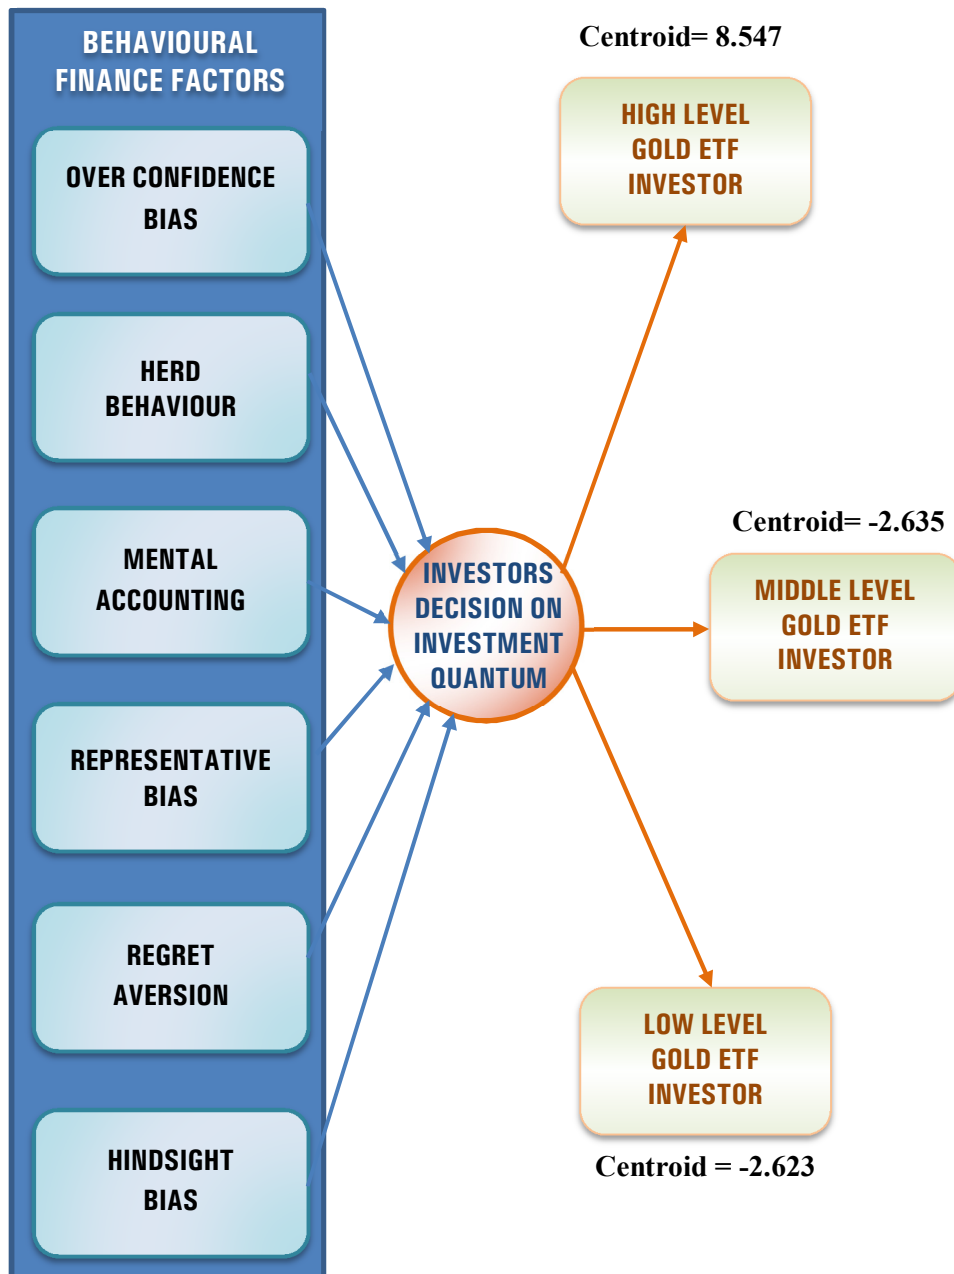 BEHAVIOURAL
FINANCE FACTORS
OVER CONFIDENCE
BIAS
HERD
BEHAVIOUR
MENTAL
ACCOUNTING
REPRESENTATIVE
BIAS
REGRET
AVERSION
HINDSIGHT
BIAS
INVESTORS
DECISION ON
INVESTMENT
QUANTUM
Centroid= 8.547
HIGH LEVEL
GOLD ETF
INVESTOR
Centroid= -2.635
MIDDLE LEVEL
GOLD ETF
INVESTOR
LOW LEVEL
GOLD ETF
INVESTOR
Centroid = -2.623